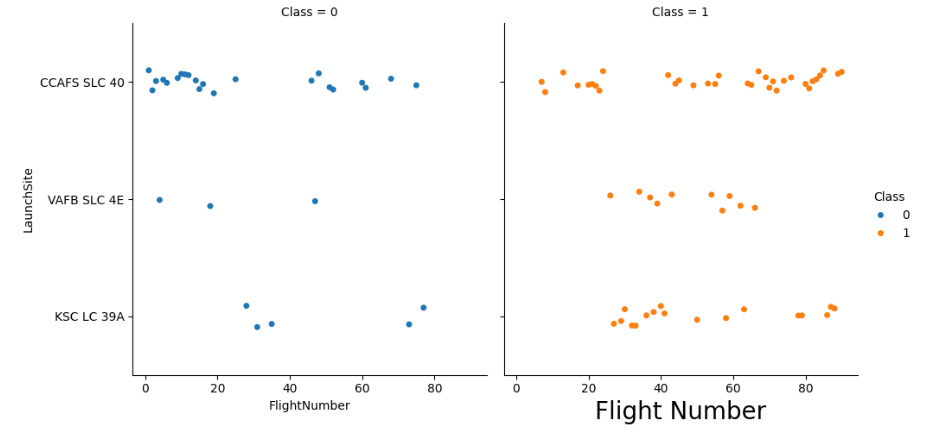 Class = 0
Class = 1
CCAFS SLC 40
VAFB SLC 4E
KSC LC 39A
LaunchSite
0 20 40 60 80
0 20 40 60 80
FlightNumber
Flight Number
Class
0
1